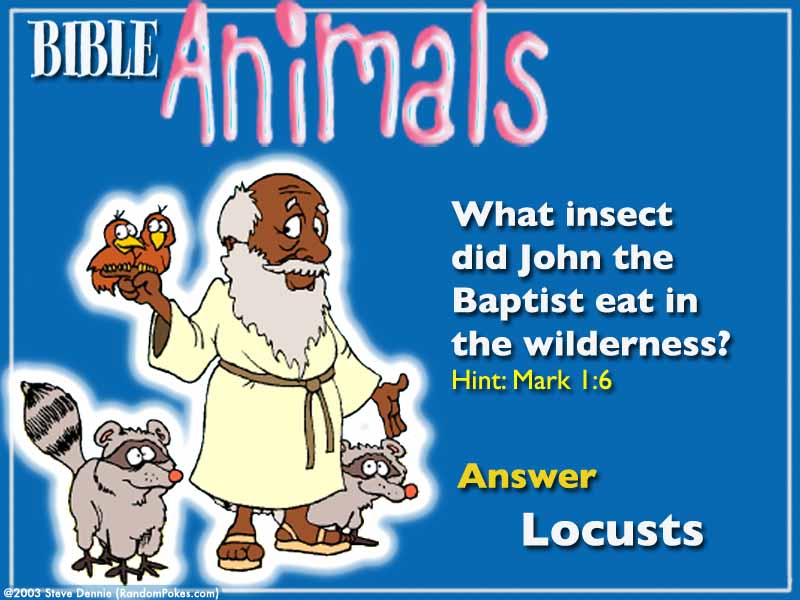 BIBLE Animals
What insect
did John the
Baptist eat in
the wilderness?
Hint: Mark 1:6
Answer
Locusts
©2003 Steve Dennie (RandomPokes.com)